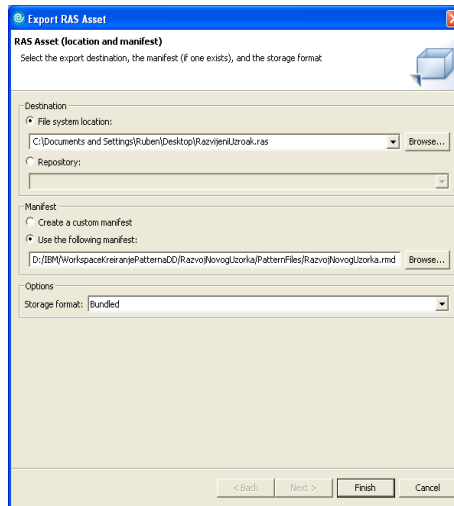 Export RAS Asset
RAS Asset (location and manifest)
Select the export destination, the manifest (if one exists), and the storage format
Destination
File system location:
C:\Documents and Settings\Ruben\Desktop\RazvijeniUzroak.ras
Browse...
Repository:
Manifest
Create a custom manifest
Use the following manifest:
D:/IBM/WorkspaceKreiranjePatternaDD/RazvojNovogUzorka/PatternFiles/RazvojNovogUzorka.rmd
Browse...
Options
Storage format: Bundled
< Back Next > Finish Cancel